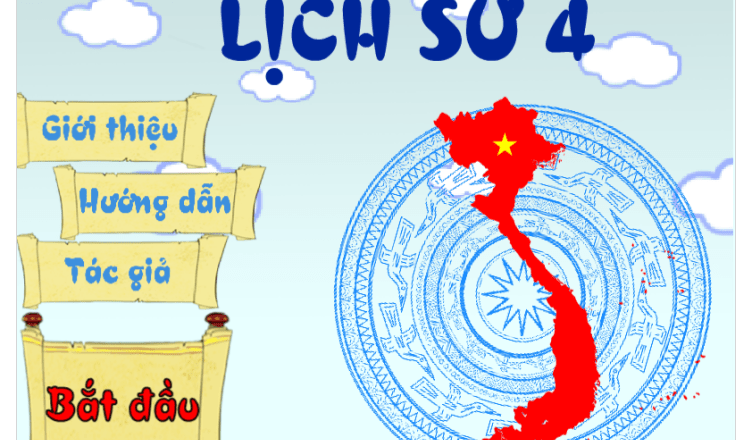 LỊCH SỬ 4
Giới thiệu
Hướng dẫn
Tác giả
Bắt đầu